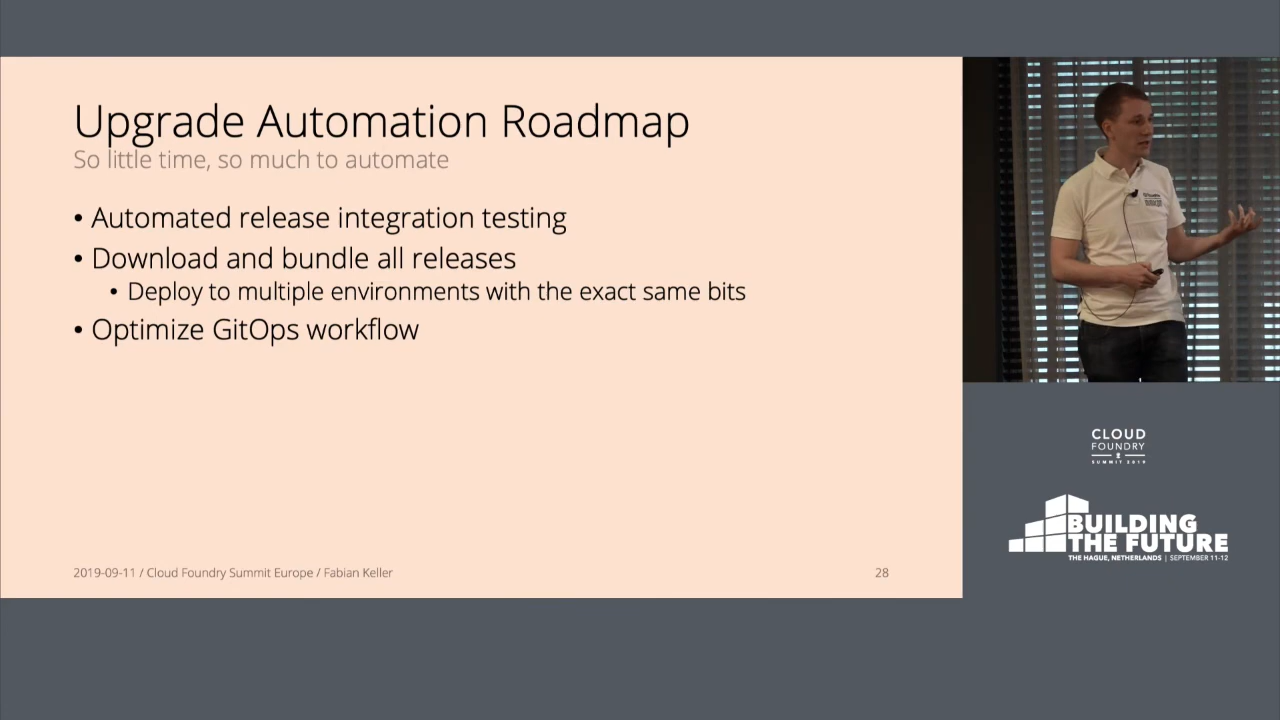 Upgrade Automation Roadmap
So little time, so much to automate
• Automated release integration testing
• Download and bundle all releases
• Deploy to multiple environments with the exact same bits
• Optimize GitOps workflow
2019-09-11 / Cloud Foundry Summit Europe / Fabian Keller
28
CLOUD
FOUNDRY
SUMMIT 2019
BUILDING
THE FUTURE
THE HAGUE, NETHERLANDS | SEPTEMBER 11-12